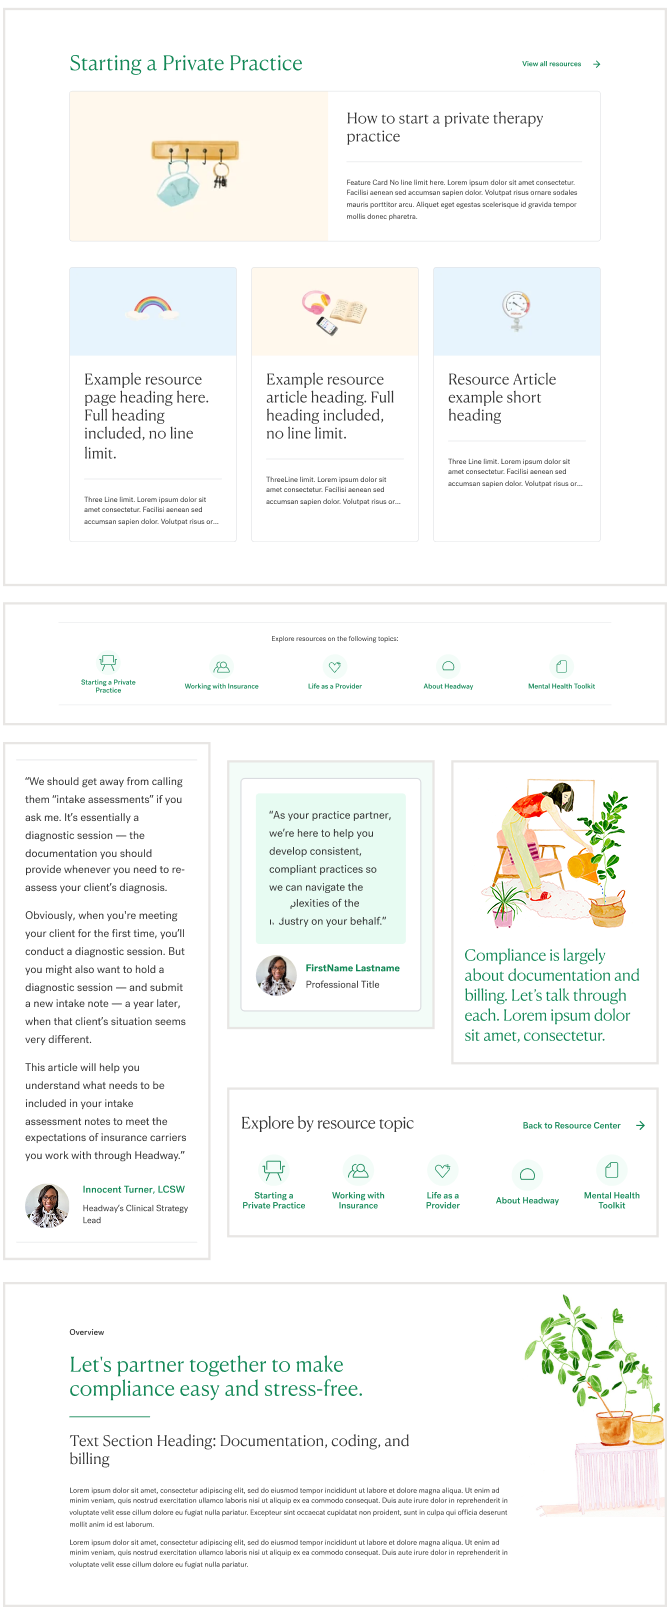 Starting a Private Practice
View all resources
How to start a private therapy
practice
Feature Card No line limit here. Lorem ipsum dolor sit amet consectetur.
Facilisi aenean sed accumsan sapien dolor. Volutpat risus ornare sodales
mauris porttitor arcu. Aliquet eget egestas scelerisque id gravida tempor
mollis donec pharetra.
Example resource
page heading here.
Full heading
included, no line
limit.
Three Line limit. Lorem ipsum dolor sit
amet consectetur. Facilisi aenean sed
accumsan sapien dolor. Volutpat risus or...
Example resource
article heading. Full
heading included,
no line limit.
ThreeLine limit. Lorem ipsum dolor sit
amet consectetur. Facilisi aenean sed
accumsan sapien dolor. Volutpat risus or...
Resource Article
example short
heading
Three Line limit. Lorem ipsum dolor sit
amet consectetur. Facilisi aenean sed
accumsan sapien dolor. Volutpat risus or...
Explore resources on the following topics:
Starting a Private
Practice
Working with Insurance
Life as a Provider
About Headway
Mental Health Toolkit
“We should get away from calling
them “intake assessments” if you
ask me. It’s essentially a
diagnostic session — the
documentation you should
provide whenever you need to re-
assess your client’s diagnosis.
Obviously, when you're meeting
your client for the first time, you’ll
conduct a diagnostic session. But
you might also want to hold a
diagnostic session — and submit
a new intake note — a year later,
when that client’s situation seems
very different.
This article will help you
understand what needs to be
included in your intake
assessment notes to meet the
expectations of insurance carriers
you work with through Headway.”
Innocent Turner, LCSW
Headway’s Clinical Strategy
Lead
“As your practice partner,
we’re here to help you
develop consistent,
compliant practices so
we can navigate the
plexities of the
dustry on your behalf.”
FirstName Lastname
Professional Title
Compliance is largely
about documentation and
billing. Let’s talk through
each. Lorem ipsum dolor
sit amet, consectetur.
Explore by resource topic
Back to Resource Center
Starting a
Private Practice
Working with
Insurance
Life as a
Provider
About Headway
Mental Health
Toolkit
Overview
Let's partner together to make
compliance easy and stress-free.
Text Section Heading: Documentation, coding, and
billing
Lorem ipsum dolor sit amet, consectetur adipiscing elit, sed do eiusmod tempor incididunt ut labore et dolore magna aliqua. Ut enim ad
minim veniam, quis nostrud exercitation ullamco laboris nisi ut aliquip ex ea commodo consequat. Duis aute irure dolor in reprehenderit in
voluptate velit esse cillum dolore eu fugiat nulla pariatur. Excepteur sint occaecat cupidatat non proident, sunt in culpa qui officia deserunt
mollit anim id est laborum.
Lorem ipsum dolor sit amet, consectetur adipiscing elit, sed do eiusmod tempor incididunt ut labore et dolore magna aliqua. Ut enim ad
minim veniam, quis nostrud exercitation ullamco laboris nisi ut aliquip ex ea commodo consequat. Duis aute irure dolor in reprehenderit in
voluptate velit esse cillum dolore eu fugiat nulla pariatur.